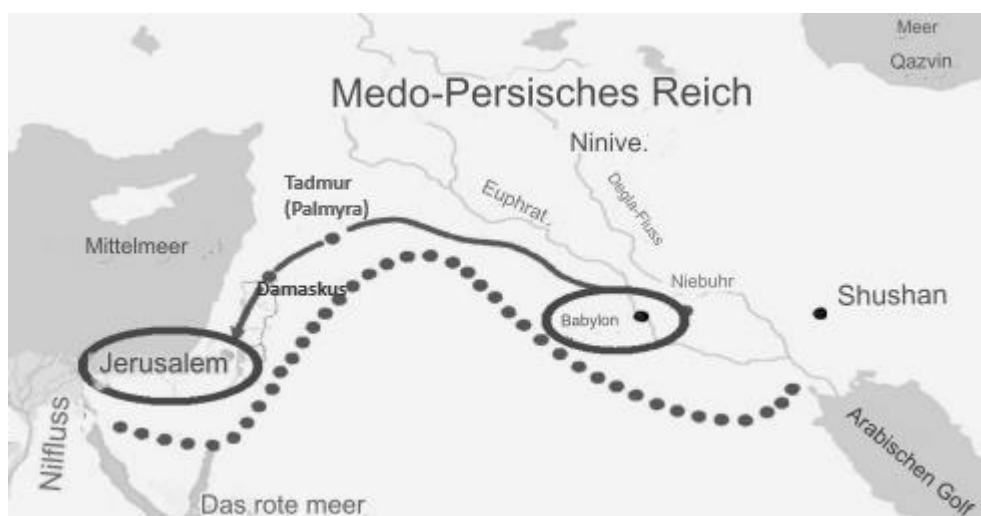 Meer
Qazvin
Medo-Persisches Reich
Ninive.
Tadmur
(Palmyra)
Euphrat.
Degla-Fluss
Mittelmeer
Damaskus
Niebuhr
Shushan
Babylon
Jerusalem
Nilfluss
Arabischen Golf
Das rote meer